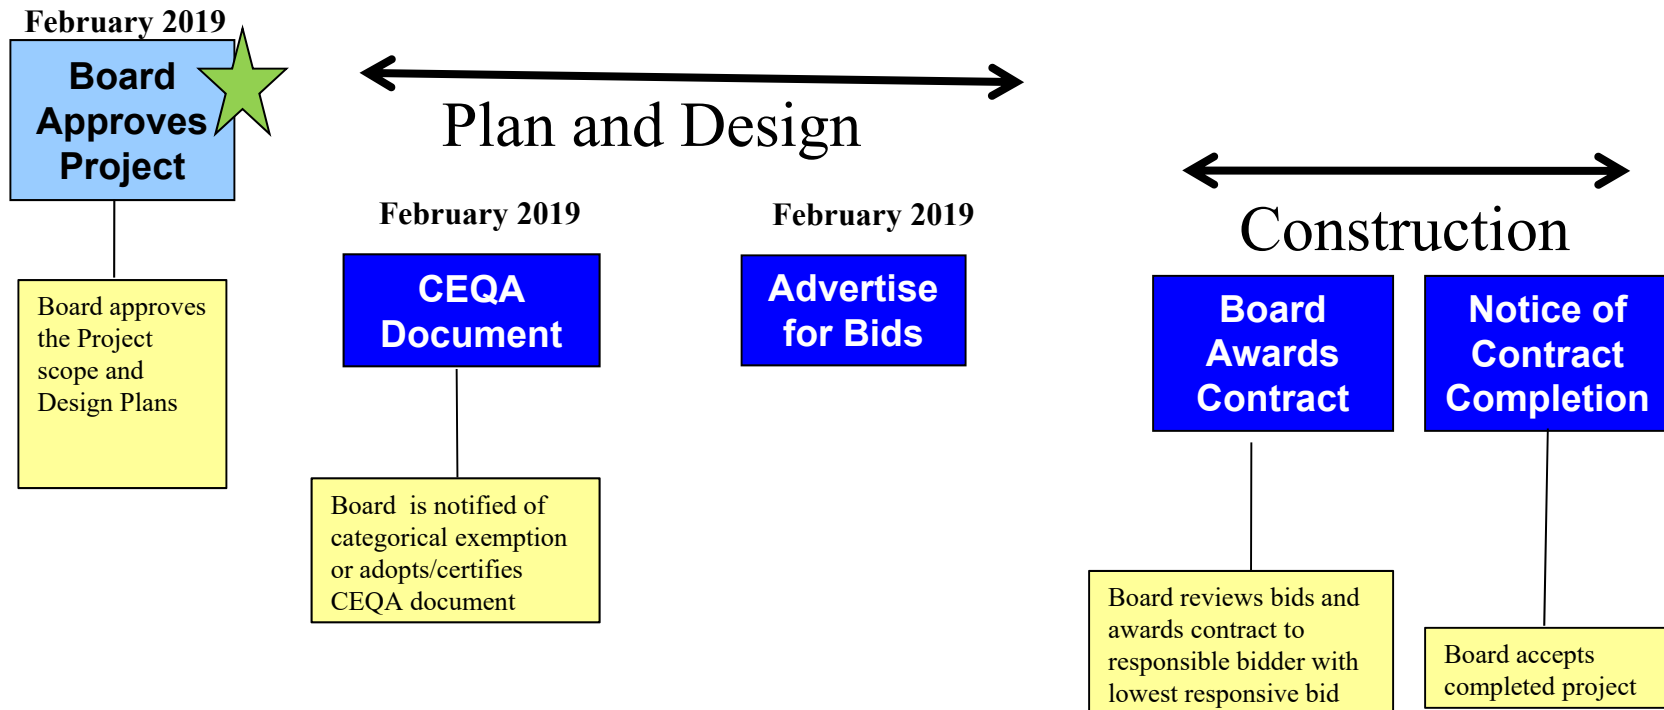 February 2019
Board
Approves
Project
Board approves
the Project
scope and
Design Plans
Plan and Design
February 2019
CEQA
Document
Board is notified of
categorical exemption
or adopts/certifies
CEQA document
February 2019
Advertise
for Bids
Construction
Board
Awards
Contract
Board reviews bids and
awards contract to
responsible bidder with
lowest responsive bid
Notice of
Contract
Completion
Board accepts
completed project